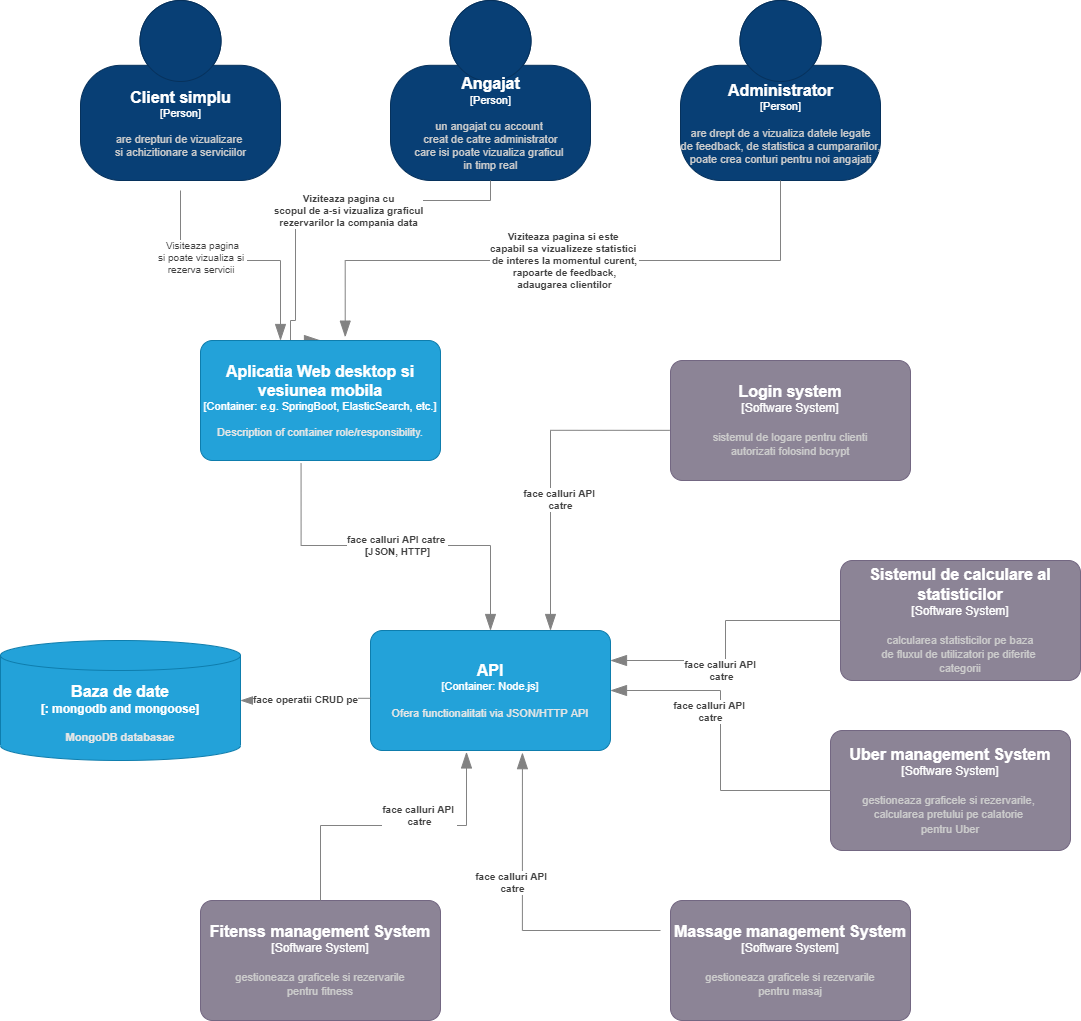 Client simplu
[Person]
are drepturi de vizualizare
si achizitionare a serviciilor
Angajat
[Person]
un angajat cu account
creat de catre administrator
care isi poate vizualiza graficul
in timp real
Administrator
[Person]
are drept de a vizualiza datele legate
de feedback, de statistica a cumpararilor.
poate crea conturi pentru noi angajati
Viziteaza pagina cu
scopul de a-si vizualiza graficul
rezervarilor la compania data
Visiteaza pagina
si poate vizualiza si
rezerva servicii
Viziteaza pagina si este
capabil sa vizualizeze statistici
de interes la momentul curent,
rapoarte de feedback,
adaugarea clientilor
Aplicatia Web desktop si
vesiunea mobila
[Container: e.g. SpringBoot, ElasticSearch, etc.]
Description of container role/responsibility.
Login system
[Software System]
sistemul de logare pentru clienti
autorizati folosind bcrypt
face calluri API
catre
face calluri API catre
[JSON, HTTP]
Sistemul de calculare al
statisticilor
[Software System]
calcularea statisticilor pe baza
de fluxul de utilizatori pe diferite
categorii
face calluri API
catre
API
[Container: Node.js]
Ofera functionalitati via JSON/HTTP API
face operatii CRUD pe
Baza de date
[: mongodb and mongoose]
MongoDB databasae
face calluri API
catre
Uber management System
[Software System]
gestioneaza graficele si rezervarile,
calcularea pretului pe calatorie
pentru Uber
face calluri API
catre
face calluri API
catre
Fitenss management System
[Software System]
gestioneaza graficele si rezervarile
pentru fitness
Massage management System
[Software System]
gestioneaza graficele si rezervarile
pentru masaj